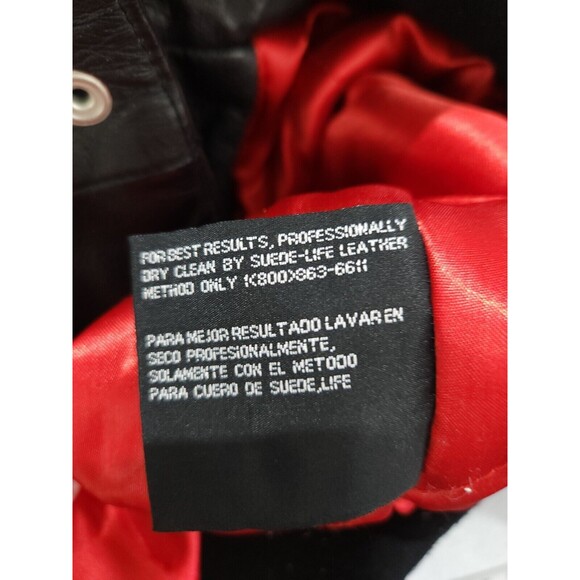 FOR BEST RESULTS, PROFESSIONALLY
DRY CLEAN BY SUEDE-LIFE LEATHER
METHOD ONLY 1(800)863-6611
PARA MEJOR RESULTADO LAVAR EN
SECO PROFESIONALMENTE,
SOLAMENTE CON EL METODO
PARA CUERO DE SUEDE,LIFE